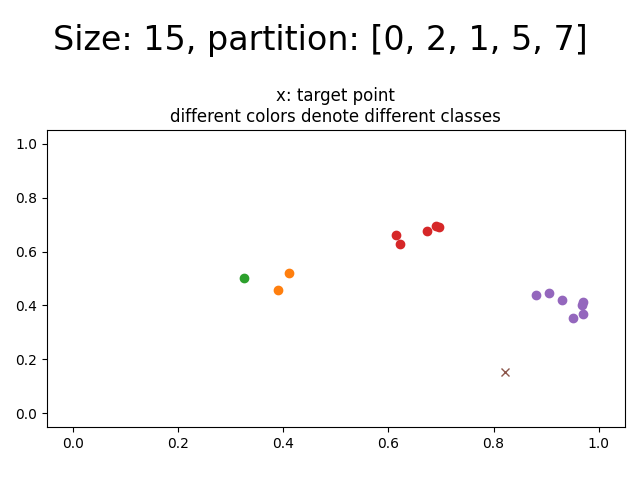 Size: 15, partition: [0, 2, 1, 5, 7]
x: target point
different colors denote different classes
1.0
0.8
0.6
0.4
0.2
0.0
0.0 0.2 0.4 0.6 0.8 1.0